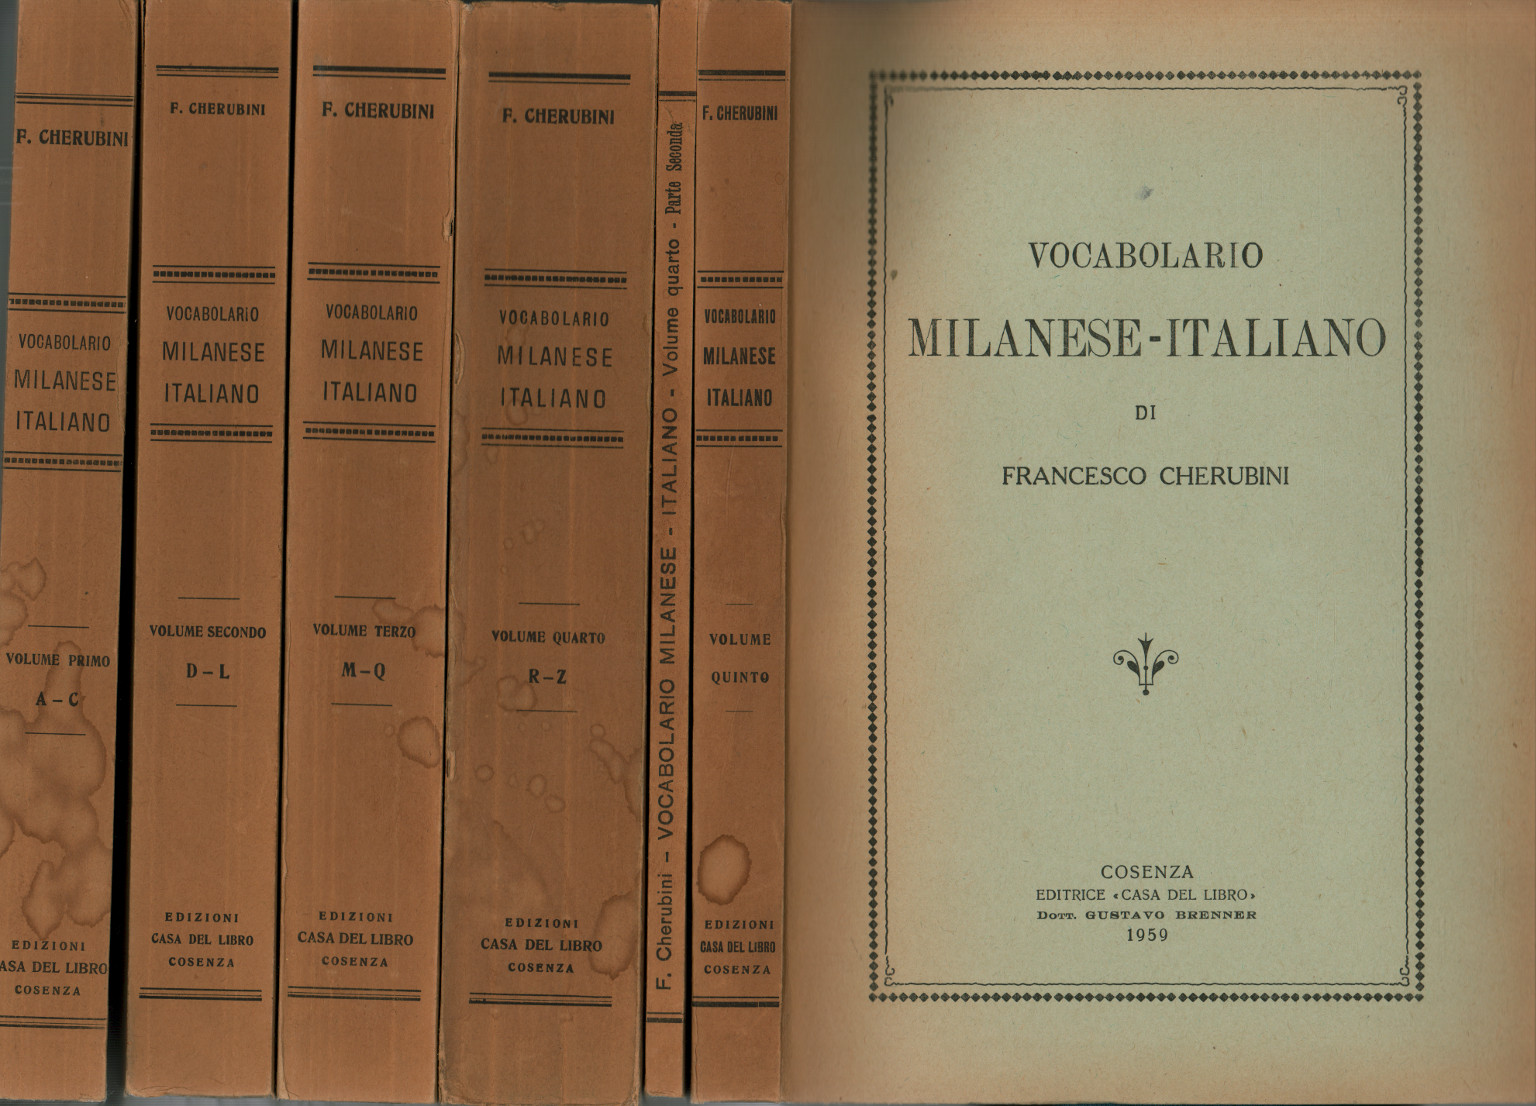 F. CHERUBINI
VOCABOLARIO
MILANESE
ITALIANO
VOLUME PRIMO
A – C
EDIZIONI
ASA DEL LIBRO
COSENZA
F. CHERUBINI
VOCABOLARIO
MILANESE
ITALIANO
VOLUME SECONDO
D – L
EDIZIONI
CASA DEL LIBRO
COSENZA
F. CHERUBINI
VOCABOLARIO
MILANESE
ITALIANO
VOLUME TERZO
M – Q
EDIZIONI
CASA DEL LIBRO
COSENZA
F. CHERUBINI
VOCABOLARIO
MILANESE
ITALIANO
VOLUME QUARTO
R – Z
EDIZIONI
CASA DEL LIBRO
COSENZA
F. Cherubini – VOCABOLARIO MILANESE - ITALIANO - Volume quarto - Parte Seconda
F. CHERUBINI
VOCABOLARIO
MILANESE
ITALIANO
VOLUME
QUINTO
EDIZIONI
CASA DEL LIBRO
COSENZA
VOCABOLARIO
MILANESE-ITALIANO
DI
FRANCESCO CHERUBINI
COSENZA
EDITRICE «CASA DEL LIBRO»
DOTT. GUSTAVO BRENNER
1959